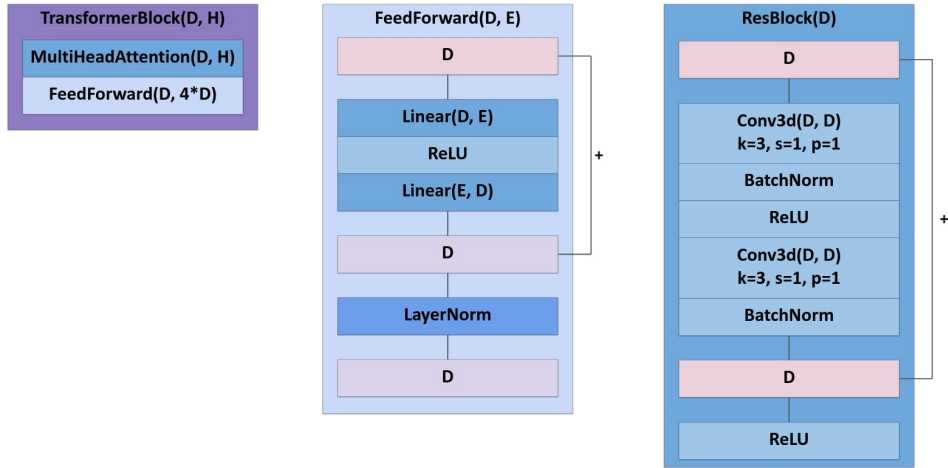 TransformerBlock(D, H)
MultiHeadAttention(D, H)
FeedForward(D, 4*D)
FeedForward(D, E)
D
Linear(D, E)
ReLU
Linear(E, D)
+
D
LayerNorm
D
ResBlock(D)
D
Conv3d(D, D)
k=3, s=1, p=1
BatchNorm
ReLU
+
Conv3d(D, D)
k=3, s=1, p=1
BatchNorm
D
ReLU